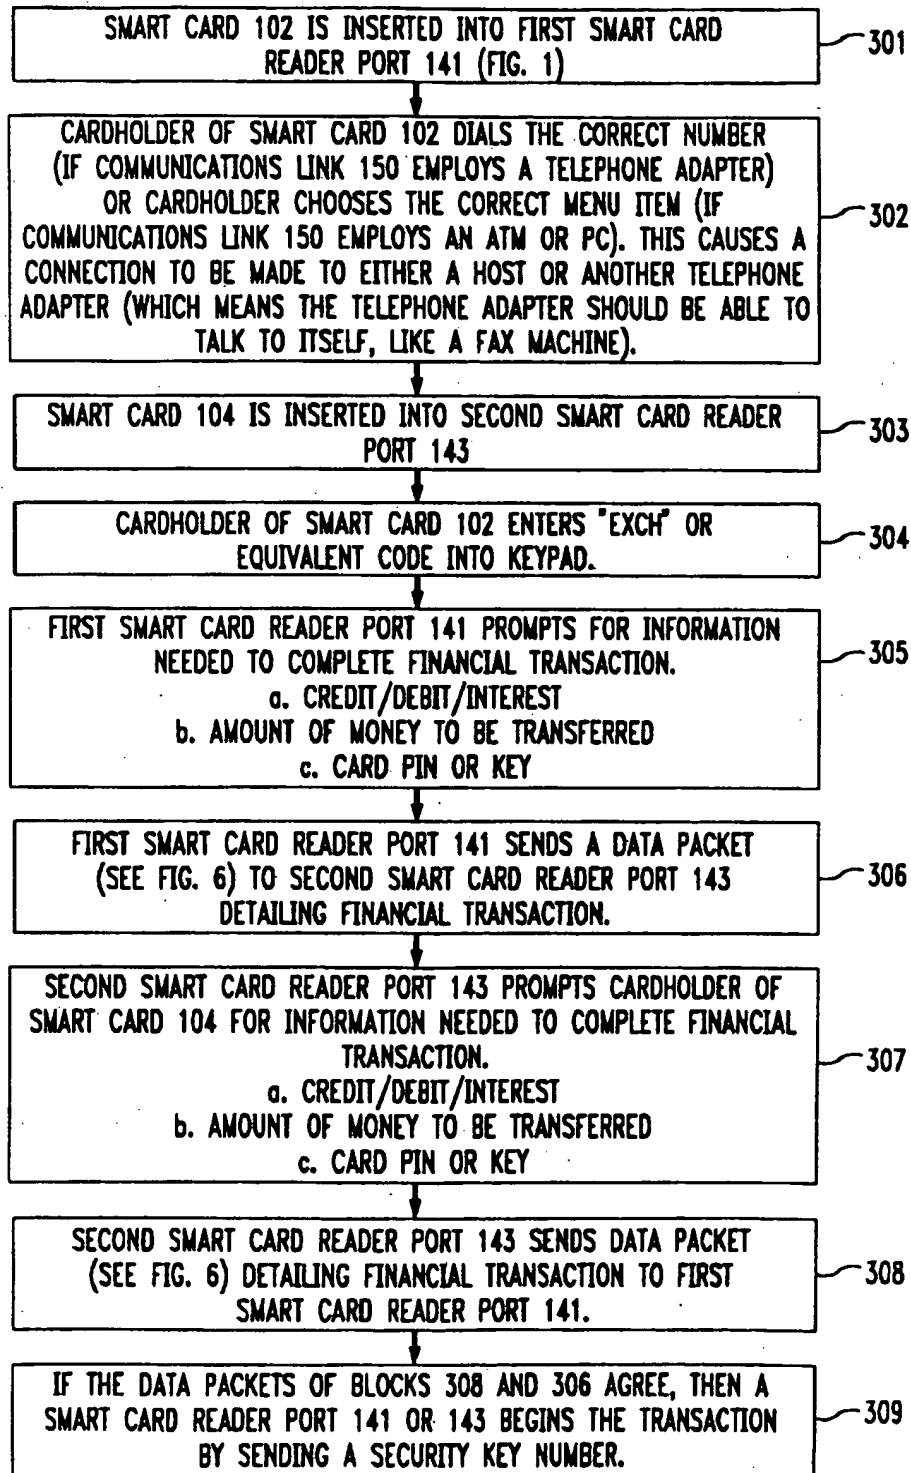 SMART CARD 102 IS INSERTED INTO FIRST SMART CARD
READER PORT 141 (FIG. 1)
301
CARDHOLDER OF SMART CARD 102 DIALS THE CORRECT NUMBER
(IF COMMUNICATIONS LINK 150 EMPLOYS A TELEPHONE ADAPTER)
OR CARDHOLDER CHOOSES THE CORRECT MENU ITEM (IF
COMMUNICATIONS LINK 150 EMPLOYS AN ATM OR PC). THIS CAUSES A
CONNECTION TO BE MADE TO EITHER A HOST OR ANOTHER TELEPHONE
ADAPTER (WHICH MEANS THE TELEPHONE ADAPTER SHOULD BE ABLE TO
TALK TO ITSELF, LIKE A FAX MACHINE).
302
SMART CARD 104 IS INSERTED INTO SECOND SMART CARD READER
PORT 143
303
CARDHOLDER OF SMART CARD 102 ENTERS "EXCH" OR
EQUIVALENT CODE INTO KEYPAD.
304
FIRST SMART CARD READER PORT 141 PROMPTS FOR INFORMATION
NEEDED TO COMPLETE FINANCIAL TRANSACTION.
a. CREDIT/DEBIT/INTEREST
b. AMOUNT OF MONEY TO BE TRANSFERRED
c. CARD PIN OR KEY
305
FIRST SMART CARD READER PORT 141 SENDS A DATA PACKET
(SEE FIG. 6) TO SECOND SMART CARD READER PORT 143
DETAILING FINANCIAL TRANSACTION.
306
SECOND SMART CARD READER PORT 143 PROMPTS CARDHOLDER OF
SMART CARD 104 FOR INFORMATION NEEDED TO COMPLETE FINANCIAL
TRANSACTION.
a. CREDIT/DEBIT/INTEREST
b. AMOUNT OF MONEY TO BE TRANSFERRED
c. CARD PIN OR KEY
307
SECOND SMART CARD READER PORT 143 SENDS DATA PACKET
(SEE FIG. 6) DETAILING FINANCIAL TRANSACTION TO FIRST
SMART CARD READER PORT 141.
308
IF THE DATA PACKETS OF BLOCKS 308 AND 306 AGREE, THEN A
SMART CARD READER PORT 141 OR 143 BEGINS THE TRANSACTION
BY SENDING A SECURITY KEY NUMBER.
309